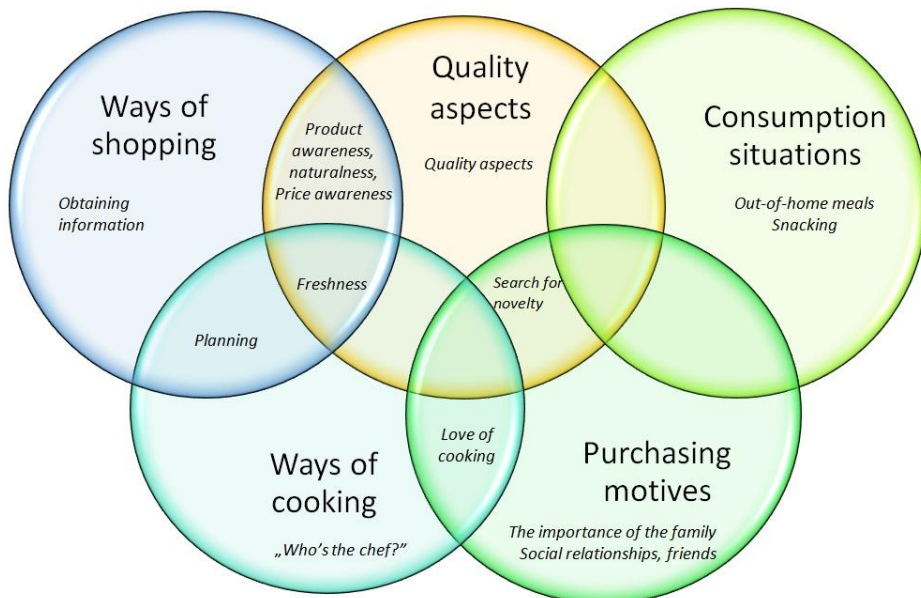 Ways of
shopping
Obtaining
information
Product
awareness,
naturalness,
Price awareness
Quality
aspects
Quality aspects
Consumption
situations
Out-of-home meals
Snacking
Freshness
Search for
novelty
Planning
Love of
cooking
Ways of
cooking
„Who's the chef?”
Purchasing
motives
The importance of the family
Social relationships, friends